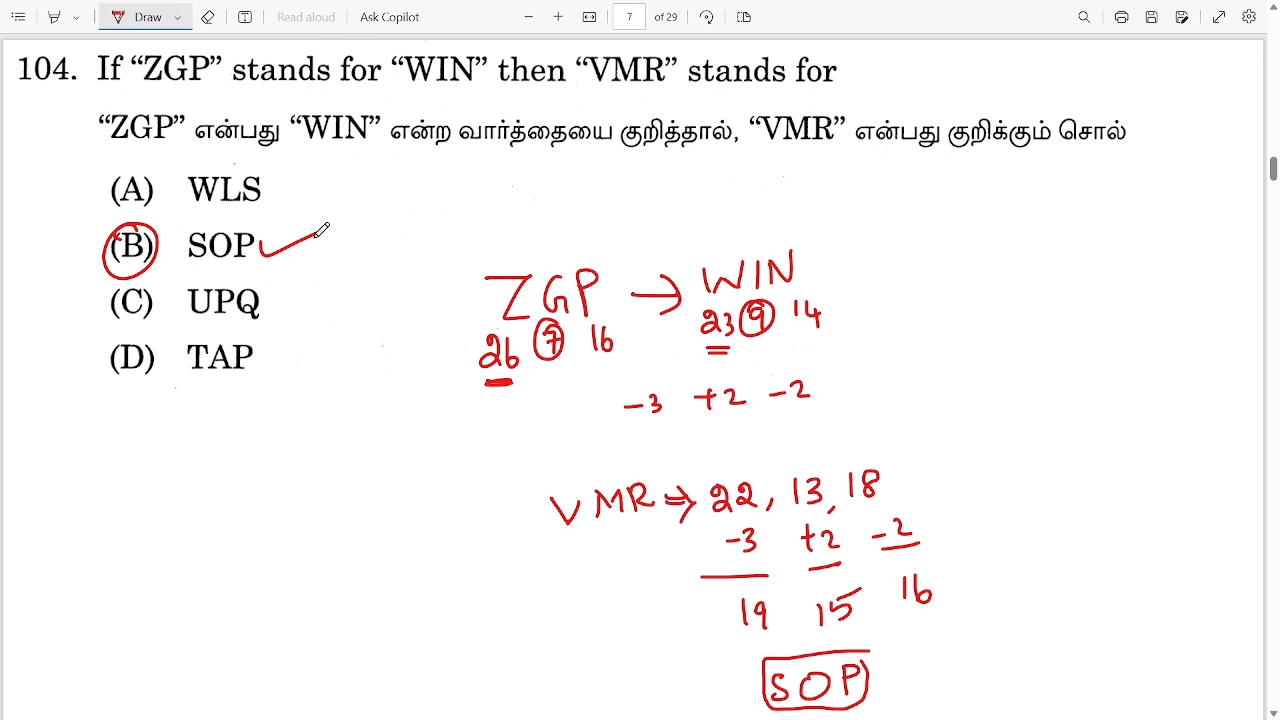 Draw
Read aloud
Ask Copilot
7
of 29
104. If “ZGP” stands for “WIN” then “VMR” stands for
“ZGP” என்பது “WIN” என்ற வார்த்தையை குறித்தால், “VMR” என்பது குறிக்கும் சொல்
(A) WLS
(B) SOP
(C) UPQ
(D) TAP
ZGP → WIN
26 7 16 23 9 14
-3 +2 -2
VMR ⇒ 22, 13, 18
-3 +2 -2
19 15 16
SOP